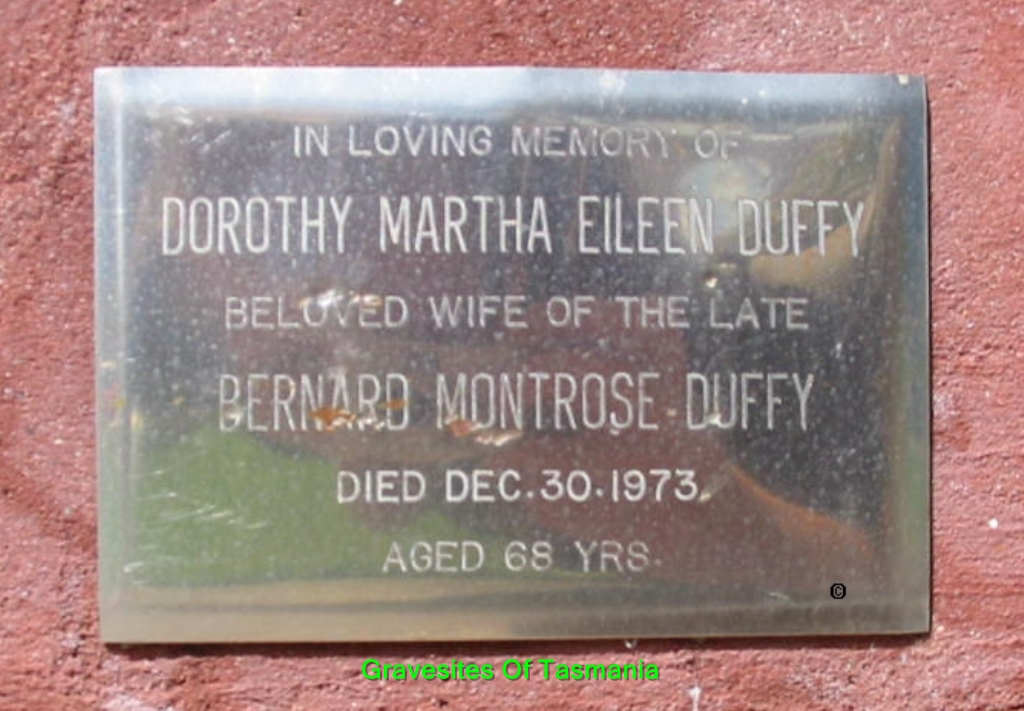 IN LOVING MEMORY OF
DOROTHY MARTHA EILEEN DUFFY
BELOVED WIFE OF THE LATE
BERNARD MONTROSE DUFFY
DIED DEC. 30. 1973.
AGED 68 YRS.
©
Gravesites Of Tasmania